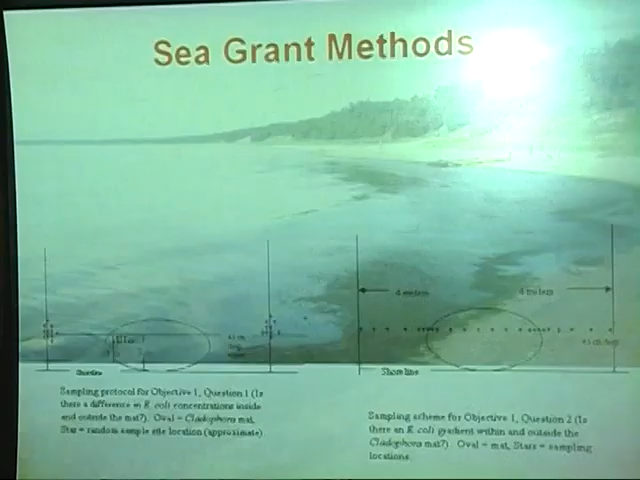 Sea Grant Methods
4 meters 4 meters
Shoreline Shore line
Sampling protocol for Objective 1, Question 1 (Is
there a difference in E. coli concentrations inside
and outside the mat?). Oval = Cladophora mat,
Star = random sample site location (approximate)
Sampling scheme for Objective 1, Question 2 (Is
there an E. coli gradient within and outside the
Cladophora mat?). Oval = mat, Stars = sampling
locations.